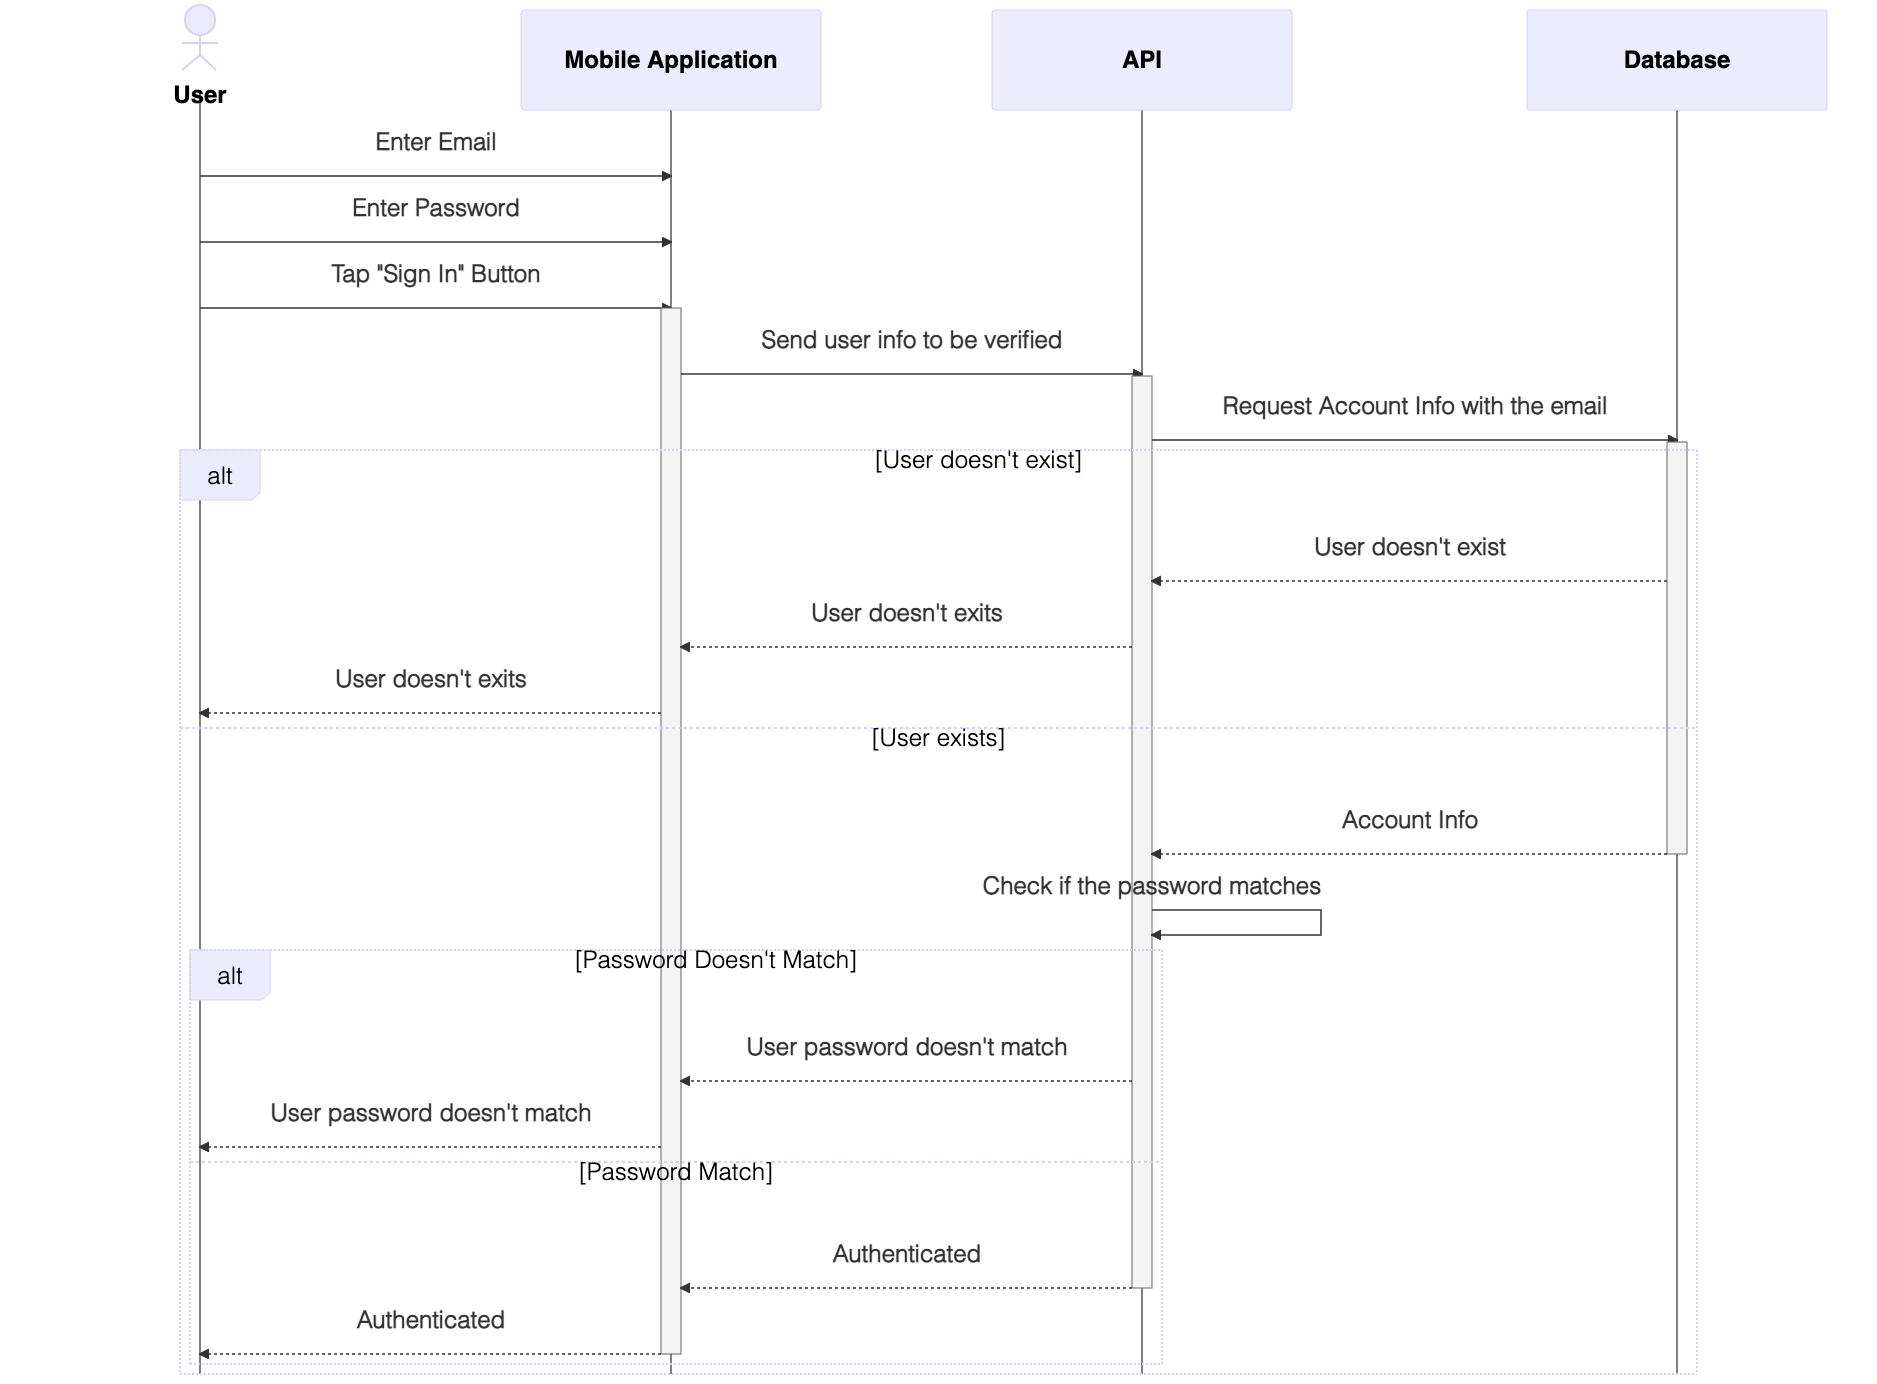 User
Mobile Application
API
Database
Enter Email
Enter Password
Tap "Sign In" Button
Send user info to be verified
Request Account Info with the email
alt
[User doesn't exist]
User doesn't exist
User doesn't exits
User doesn't exits
[User exists]
Account Info
Check if the password matches
alt
[Password Doesn't Match]
User password doesn't match
User password doesn't match
[Password Match]
Authenticated
Authenticated